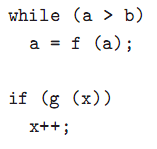 while (a > b)
  a = f (a);

if (g (x))
  x++;